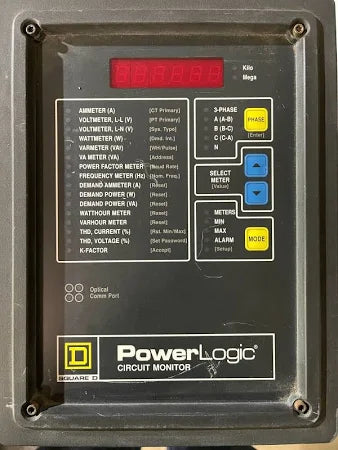 Kilo
Mega
AMMETER (A) [CT Primary]
VOLTMETER, L-L (V) [PT Primary]
VOLTMETER, L-N (V) [Sys. Type]
WATTMETER (W) [Dmd. Int.]
VARMETER (VAr) [WH/Pulse]
VA METER (VA) [Address]
POWER FACTOR METER [Baud Rate]
FREQUENCY METER (Hz) [Nom. Freq.]
DEMAND AMMETER (A) [Reset]
DEMAND POWER (W) [Reset]
DEMAND POWER (VA) [Reset]
WATTHOUR METER [Reset]
VARHOUR METER [Reset]
THD, CURRENT (%) [Rst. Min/Max]
THD, VOLTAGE (%) [Set Password]
K-FACTOR [Accept]
3-PHASE
A (A-B)
B (B-C)
C (C-A)
N
PHASE
[Enter]
SELECT
METER
[Value]
METERS
MIN
MAX
ALARM
[Setup]
MODE
Optical
Comm Port
D
SQUARE D
PowerLogic®
CIRCUIT MONITOR